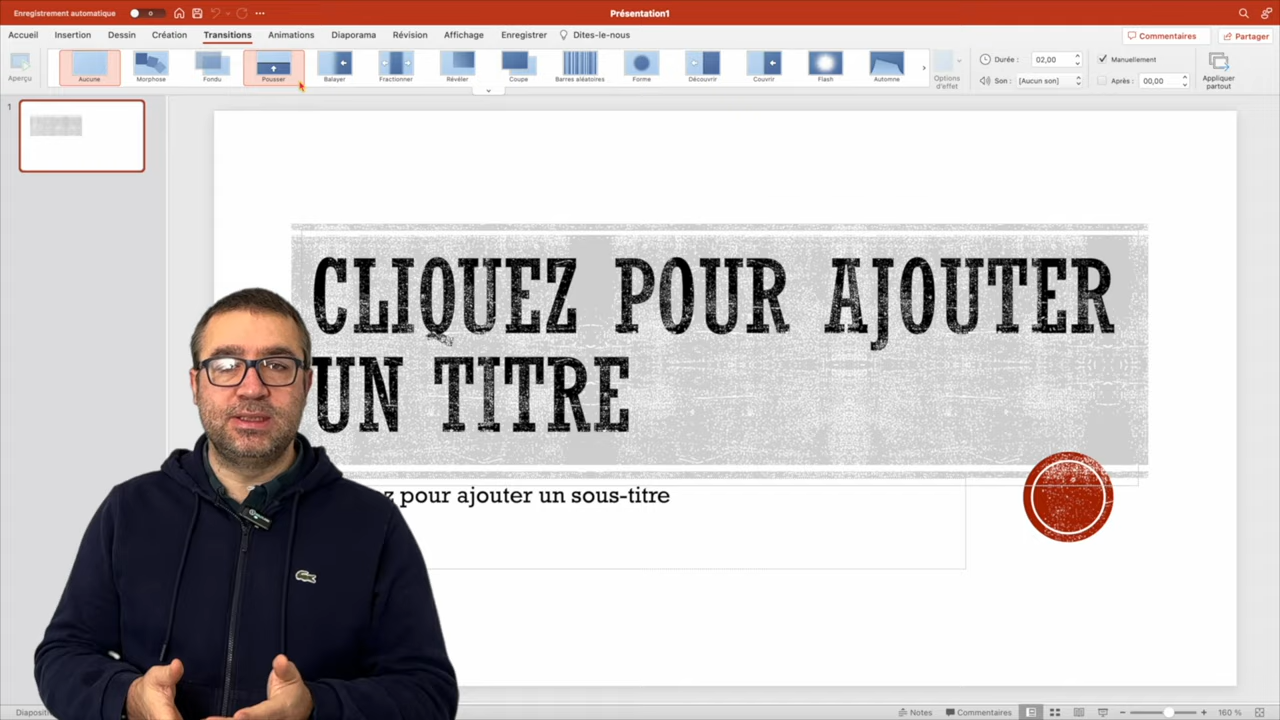 Enregistrement automatique
Présentation1
Accueil Insertion Dessin Création Transitions Animations Diaporama Révision Affichage Enregistrer Dites-le-nous
Commentaires Partager
Aperçu
Aucune Morphose Fondu Pousser Balayer Fractionner Révéler Coupe Barres aléatoires Forme Découvrir Couvrir Flash Automne
Options d'effet
Durée : 02,00
Son : [Aucun son]
Manuellement
Après : 00,00
Appliquer partout
1
CLIQUEZ POUR AJOUTER
UN TITRE
z pour ajouter un sous-titre
Notes Commentaires 160 %